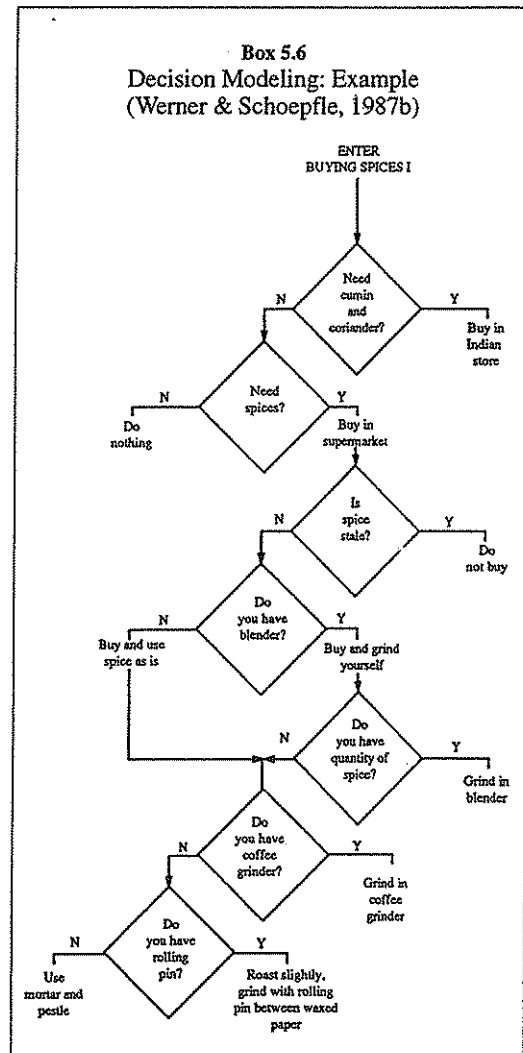 Box 5.6
Decision Modeling: Example
(Werner & Schoepfle, 1987b)
ENTER
BUYING SPICES I
Need
cumin
and
coriander?
N
Y
Buy in
Indian
store
Need
spices?
N
Y
Do
nothing
Buy in
supermarket
Is
spice
stale?
N
Y
Do
not buy
Do
you have
blender?
N
Y
Buy and use
spice as is
Buy and grind
yourself
Do
you have
quantity of
spice?
N
Y
Grind in
blender
Do
you have
coffee
grinder?
N
Y
Grind in
coffee
grinder
Do
you have
rolling
pin?
N
Y
Use
mortar and
pestle
Roast slightly,
grind with rolling
pin between waxed
paper